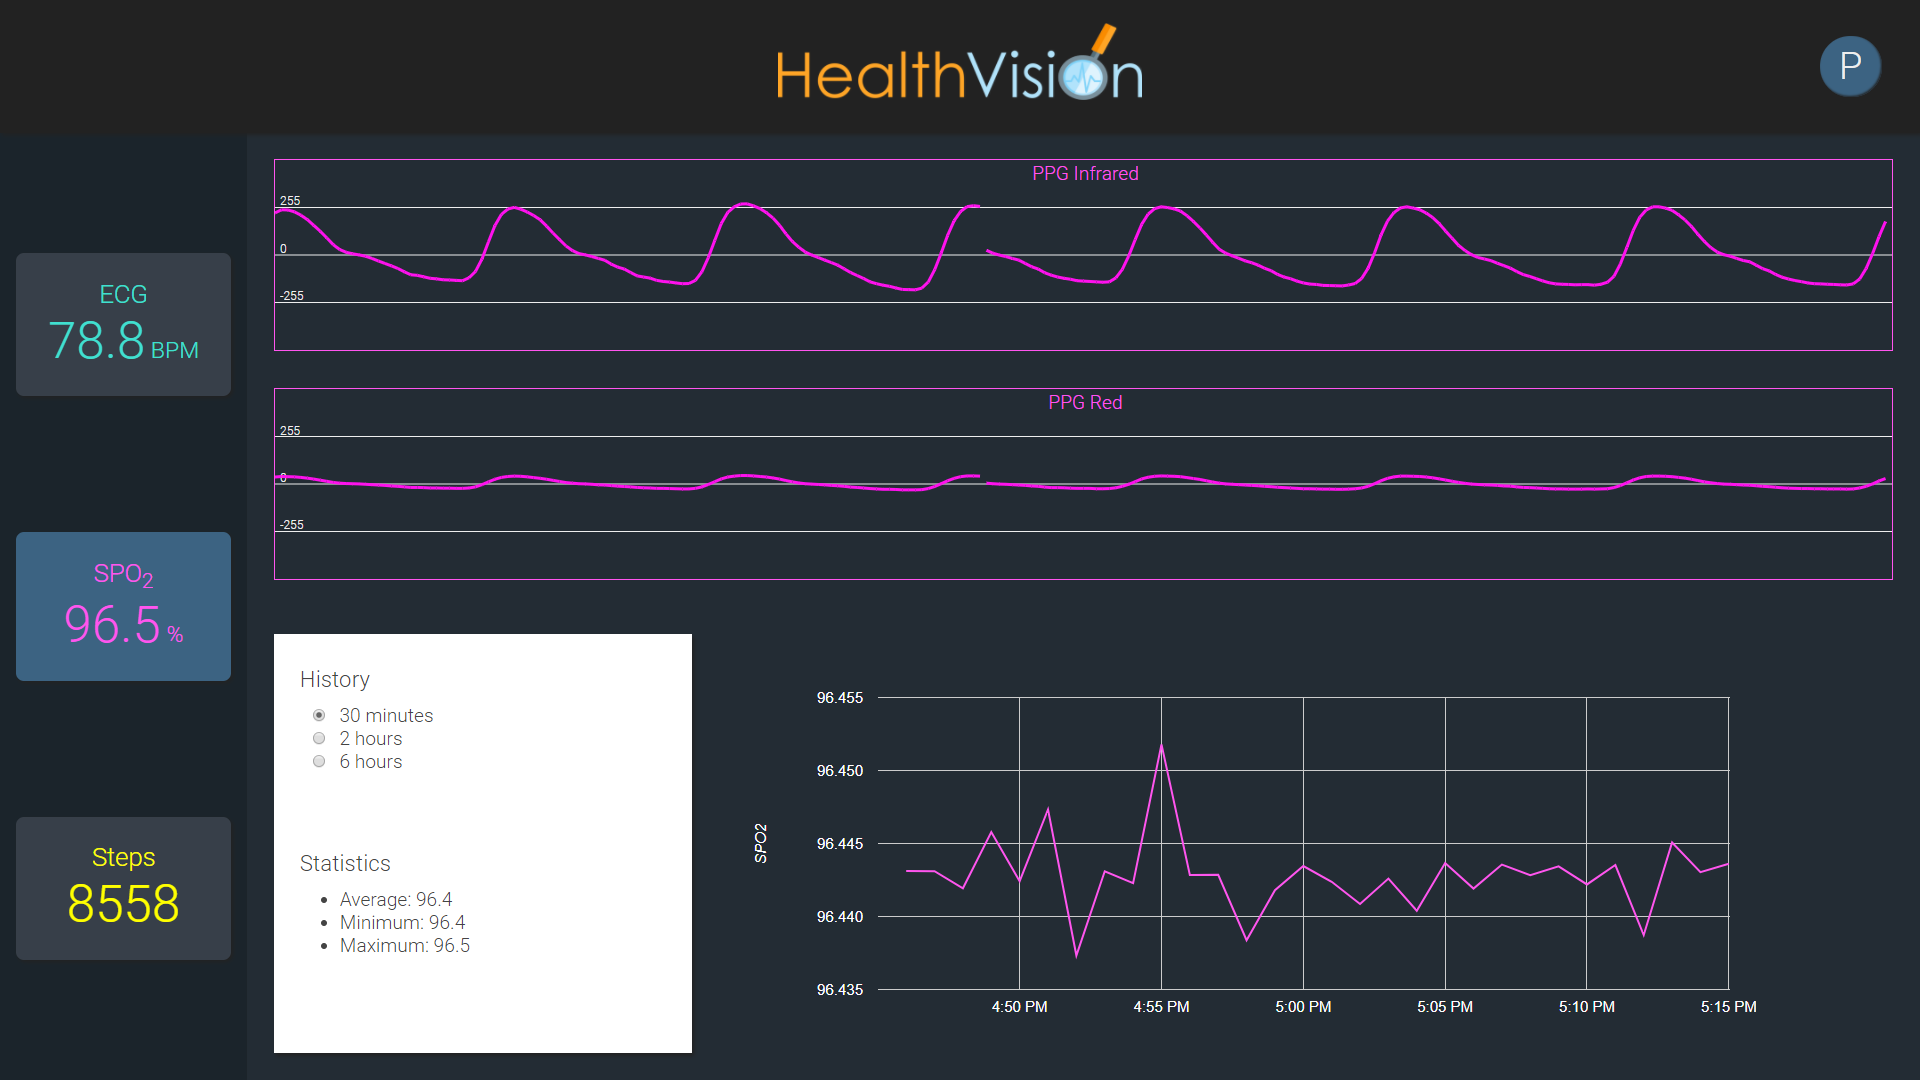 HealthVision
P
ECG
78.8 BPM
SPO2
96.5 %
Steps
8558
PPG Infrared
255
0
-255
PPG Red
255
0
-255
History
30 minutes
2 hours
6 hours
Statistics
Average: 96.4
Minimum: 96.4
Maximum: 96.5
SPO2
96.455
96.450
96.445
96.440
96.435
4:50 PM 4:55 PM 5:00 PM 5:05 PM 5:10 PM 5:15 PM